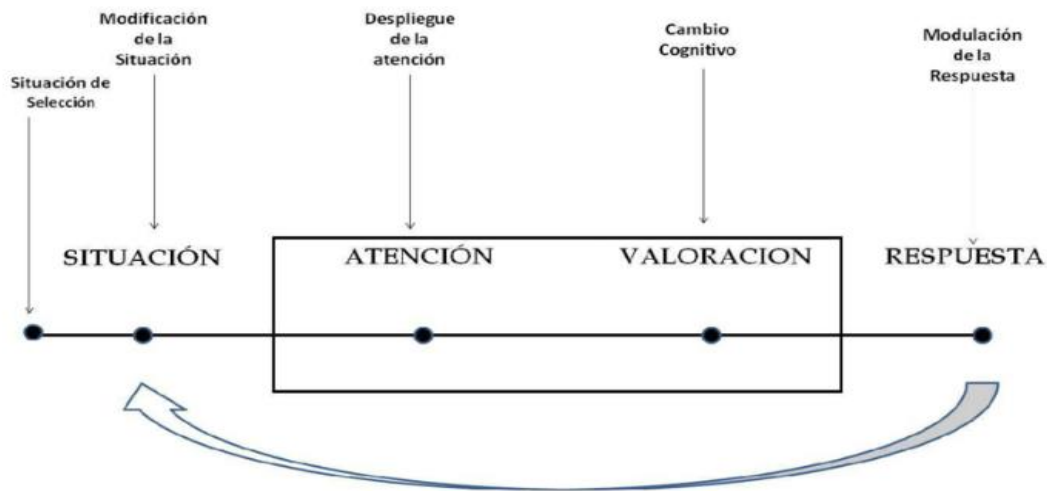 Modificación
de la
Situación
Despliegue
de la
atención
Cambio
Cognitivo
Modulación
de la
Respuesta
Situación de
Selección
SITUACIÓN
ATENCIÓN
VALORACION
RESPUESTA